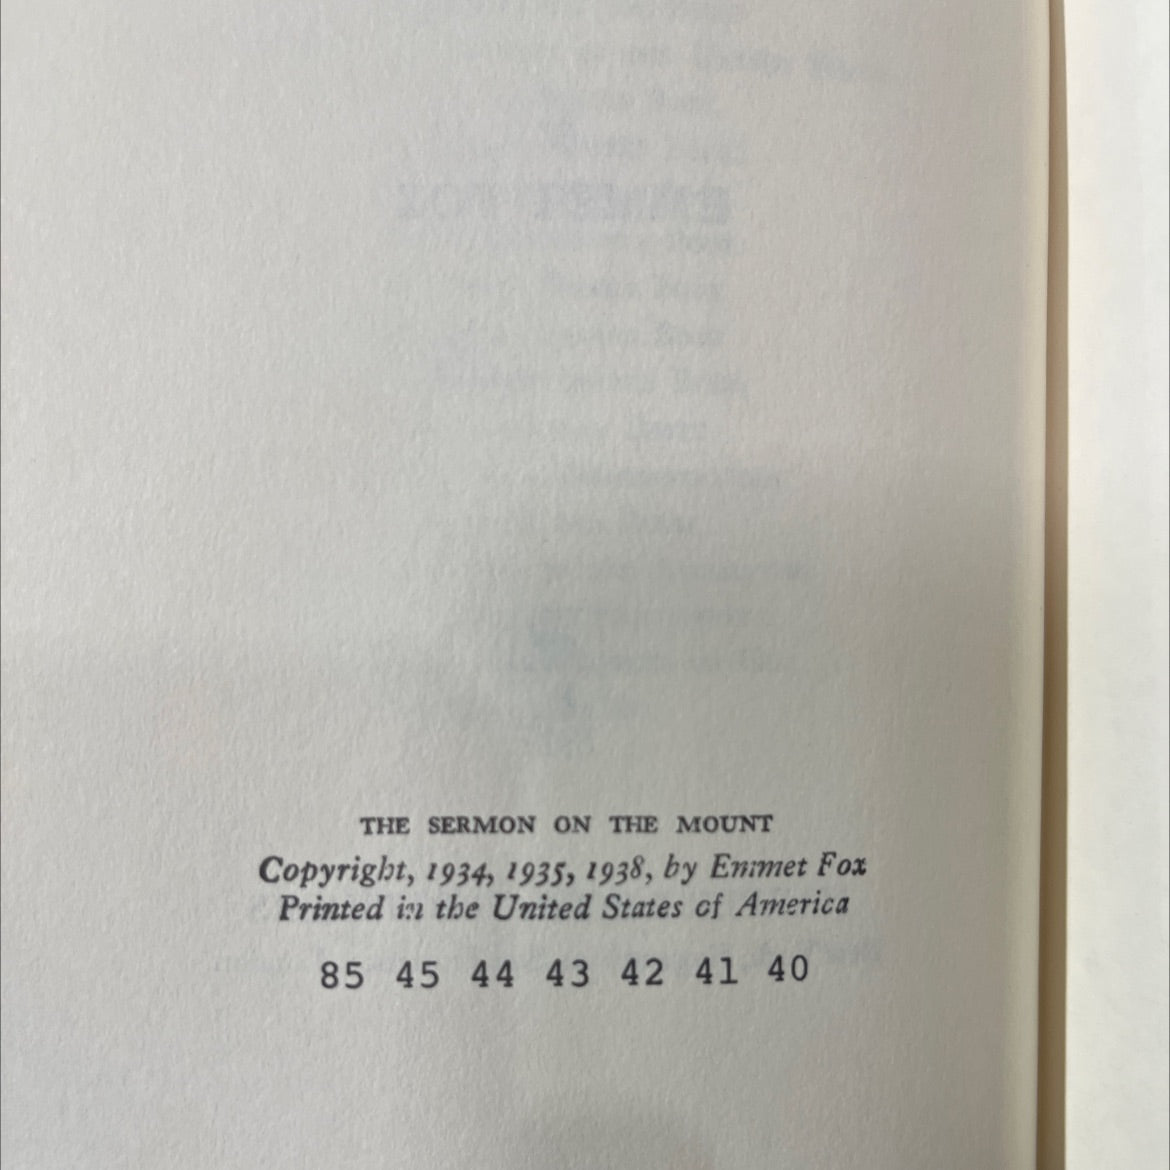 THE SERMON ON THE MOUNT
Copyright, 1934, 1935, 1938, by Emmet Fox
Printed in the United States of America
85 45 44 43 42 41 40